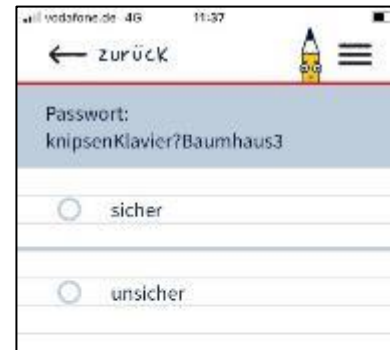 vodafone.de 4G 11:37
← zurück
Passwort:
knipsenKlavier?Baumhaus3
sicher
unsicher